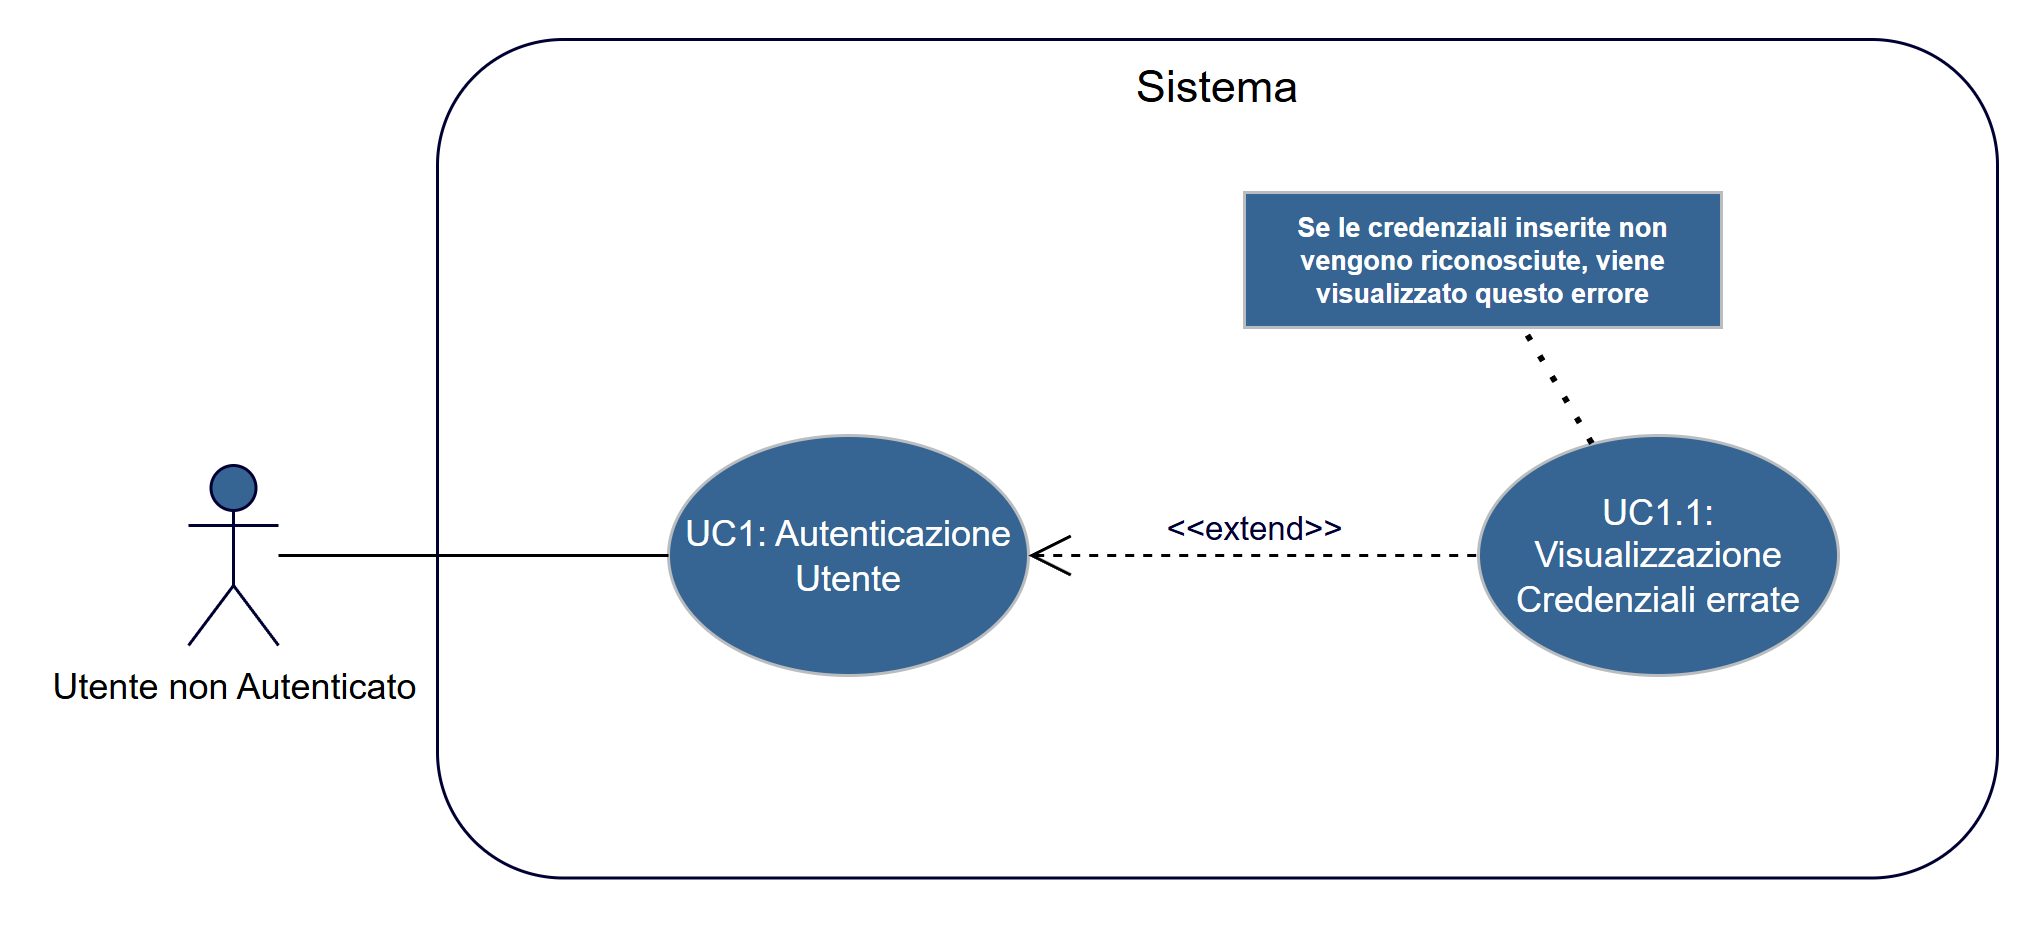 Sistema
Se le credenziali inserite non
vengono riconosciute, viene
visualizzato questo errore
UC1: Autenticazione
Utente
<<extend>>
UC1.1:
Visualizzazione
Credenziali errate
Utente non Autenticato